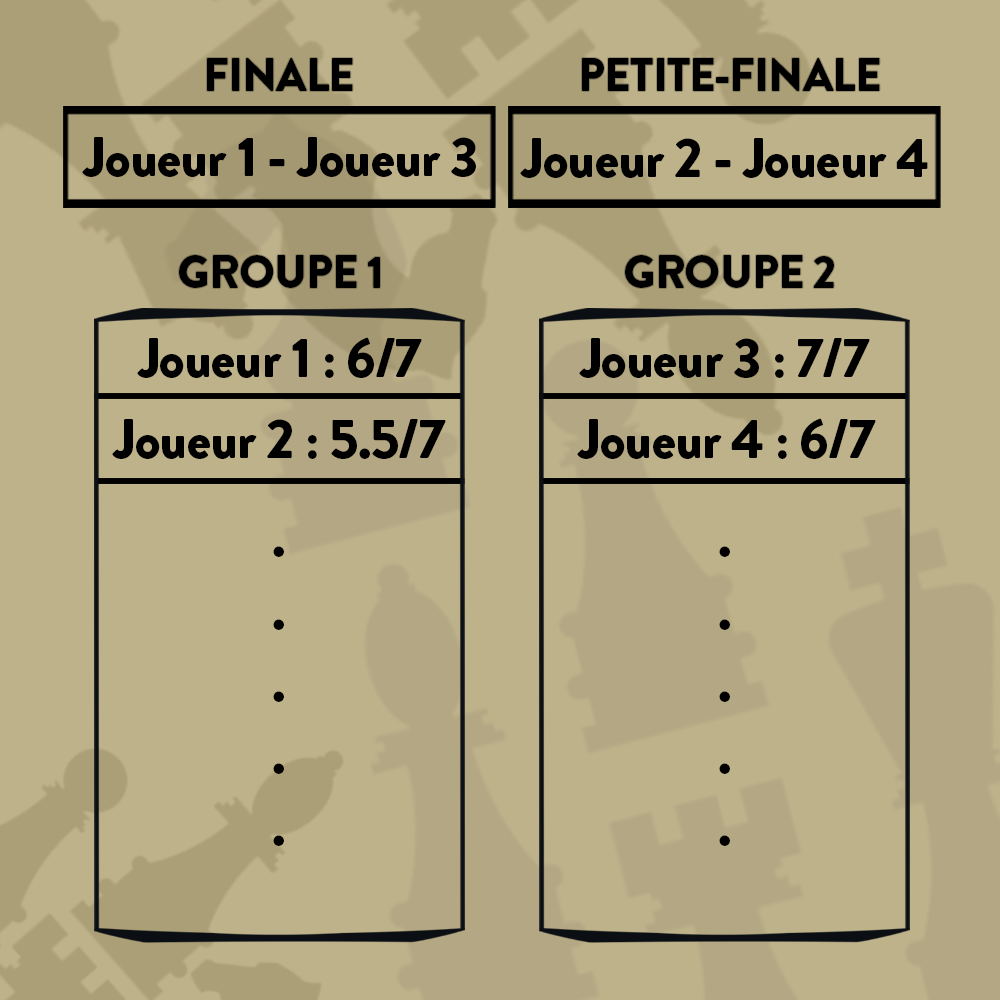 FINALE
Joueur 1 - Joueur 3
PETITE-FINALE
Joueur 2 - Joueur 4
GROUPE 1
Joueur 1 : 6/7
Joueur 2 : 5.5/7
•
•
•
•
•
GROUPE 2
Joueur 3 : 7/7
Joueur 4 : 6/7
•
•
•
•
•